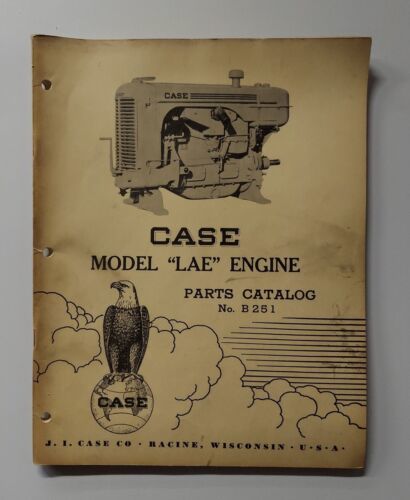 CASE
CASE
MODEL "LAE" ENGINE
PARTS CATALOG
No. B251
CASE
J. I. CASE CO · RACINE, WISCONSIN · U·S·A·